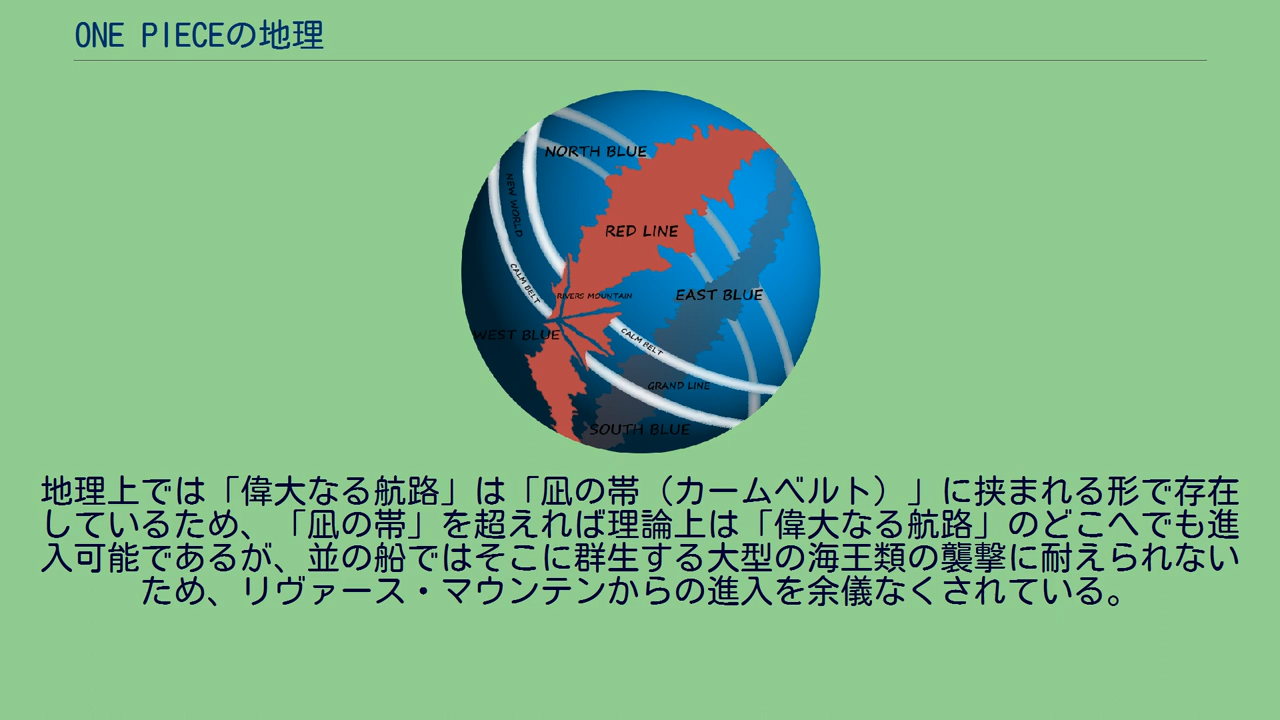 ONE PIECEの地理
NORTH BLUE
NEW WORLD
RED LINE
CALM BELT
RIVERS MOUNTAIN
EAST BLUE
WEST BLUE
CALM BELT
GRAND LINE
SOUTH BLUE
地理上では「偉大なる航路」は「凪の帯（カームベルト）」に挟まれる形で存在
しているため、「凪の帯」を超えれば理論上は「偉大なる航路」のどこへでも進
入可能であるが、並の船ではそこに群生する大型の海王類の襲撃に耐えられない
ため、リヴァース・マウンテンからの進入を余儀なくされている。